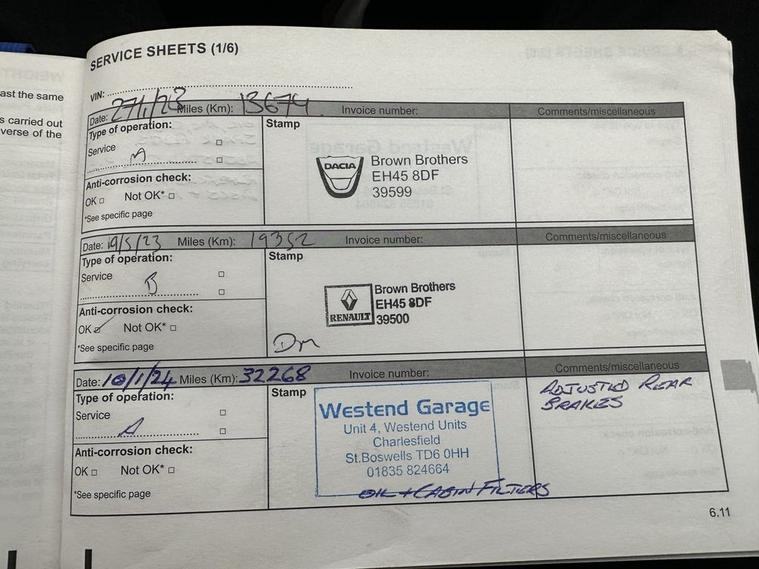 SERVICE SHEETS (1/6)
ast the same
s carried out
verse of the
VIN:
Date: 27/1/23 Miles (Km): 13674 Invoice number: Comments/miscellaneous
Type of operation:
Service A
Anti-corrosion check:
OK Not OK*
*See specific page
Stamp
DACIA
Brown Brothers
EH45 8DF
39599
Date: 19/5/23 Miles (Km): 19352 Invoice number: Comments/miscellaneous
Type of operation:
Service B
Anti-corrosion check:
OK ✓ Not OK*
*See specific page
Stamp
RENAULT
Brown Brothers
EH45 8DF
39500
Date: 10/1/24 Miles (Km): 32268 Invoice number: Comments/miscellaneous
Type of operation:
Service A
Anti-corrosion check:
OK Not OK*
*See specific page
Stamp
Westend Garage
Unit 4, Westend Units
Charlesfield
St.Boswells TD6 0HH
01835 824664
OIL + CABIN FILTERS
ADJUSTED REAR
BRAKES
6.11